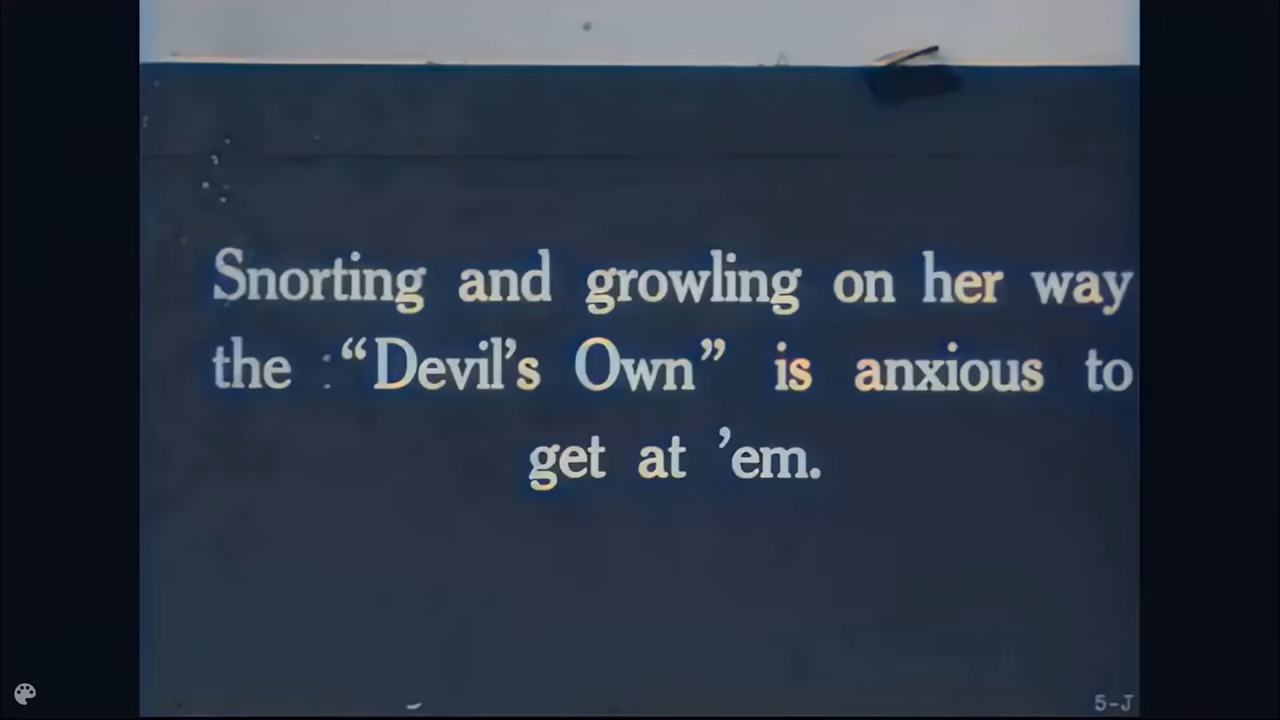 Snorting and growling on her way
the “Devil’s Own” is anxious to
get at ’em.
5-J